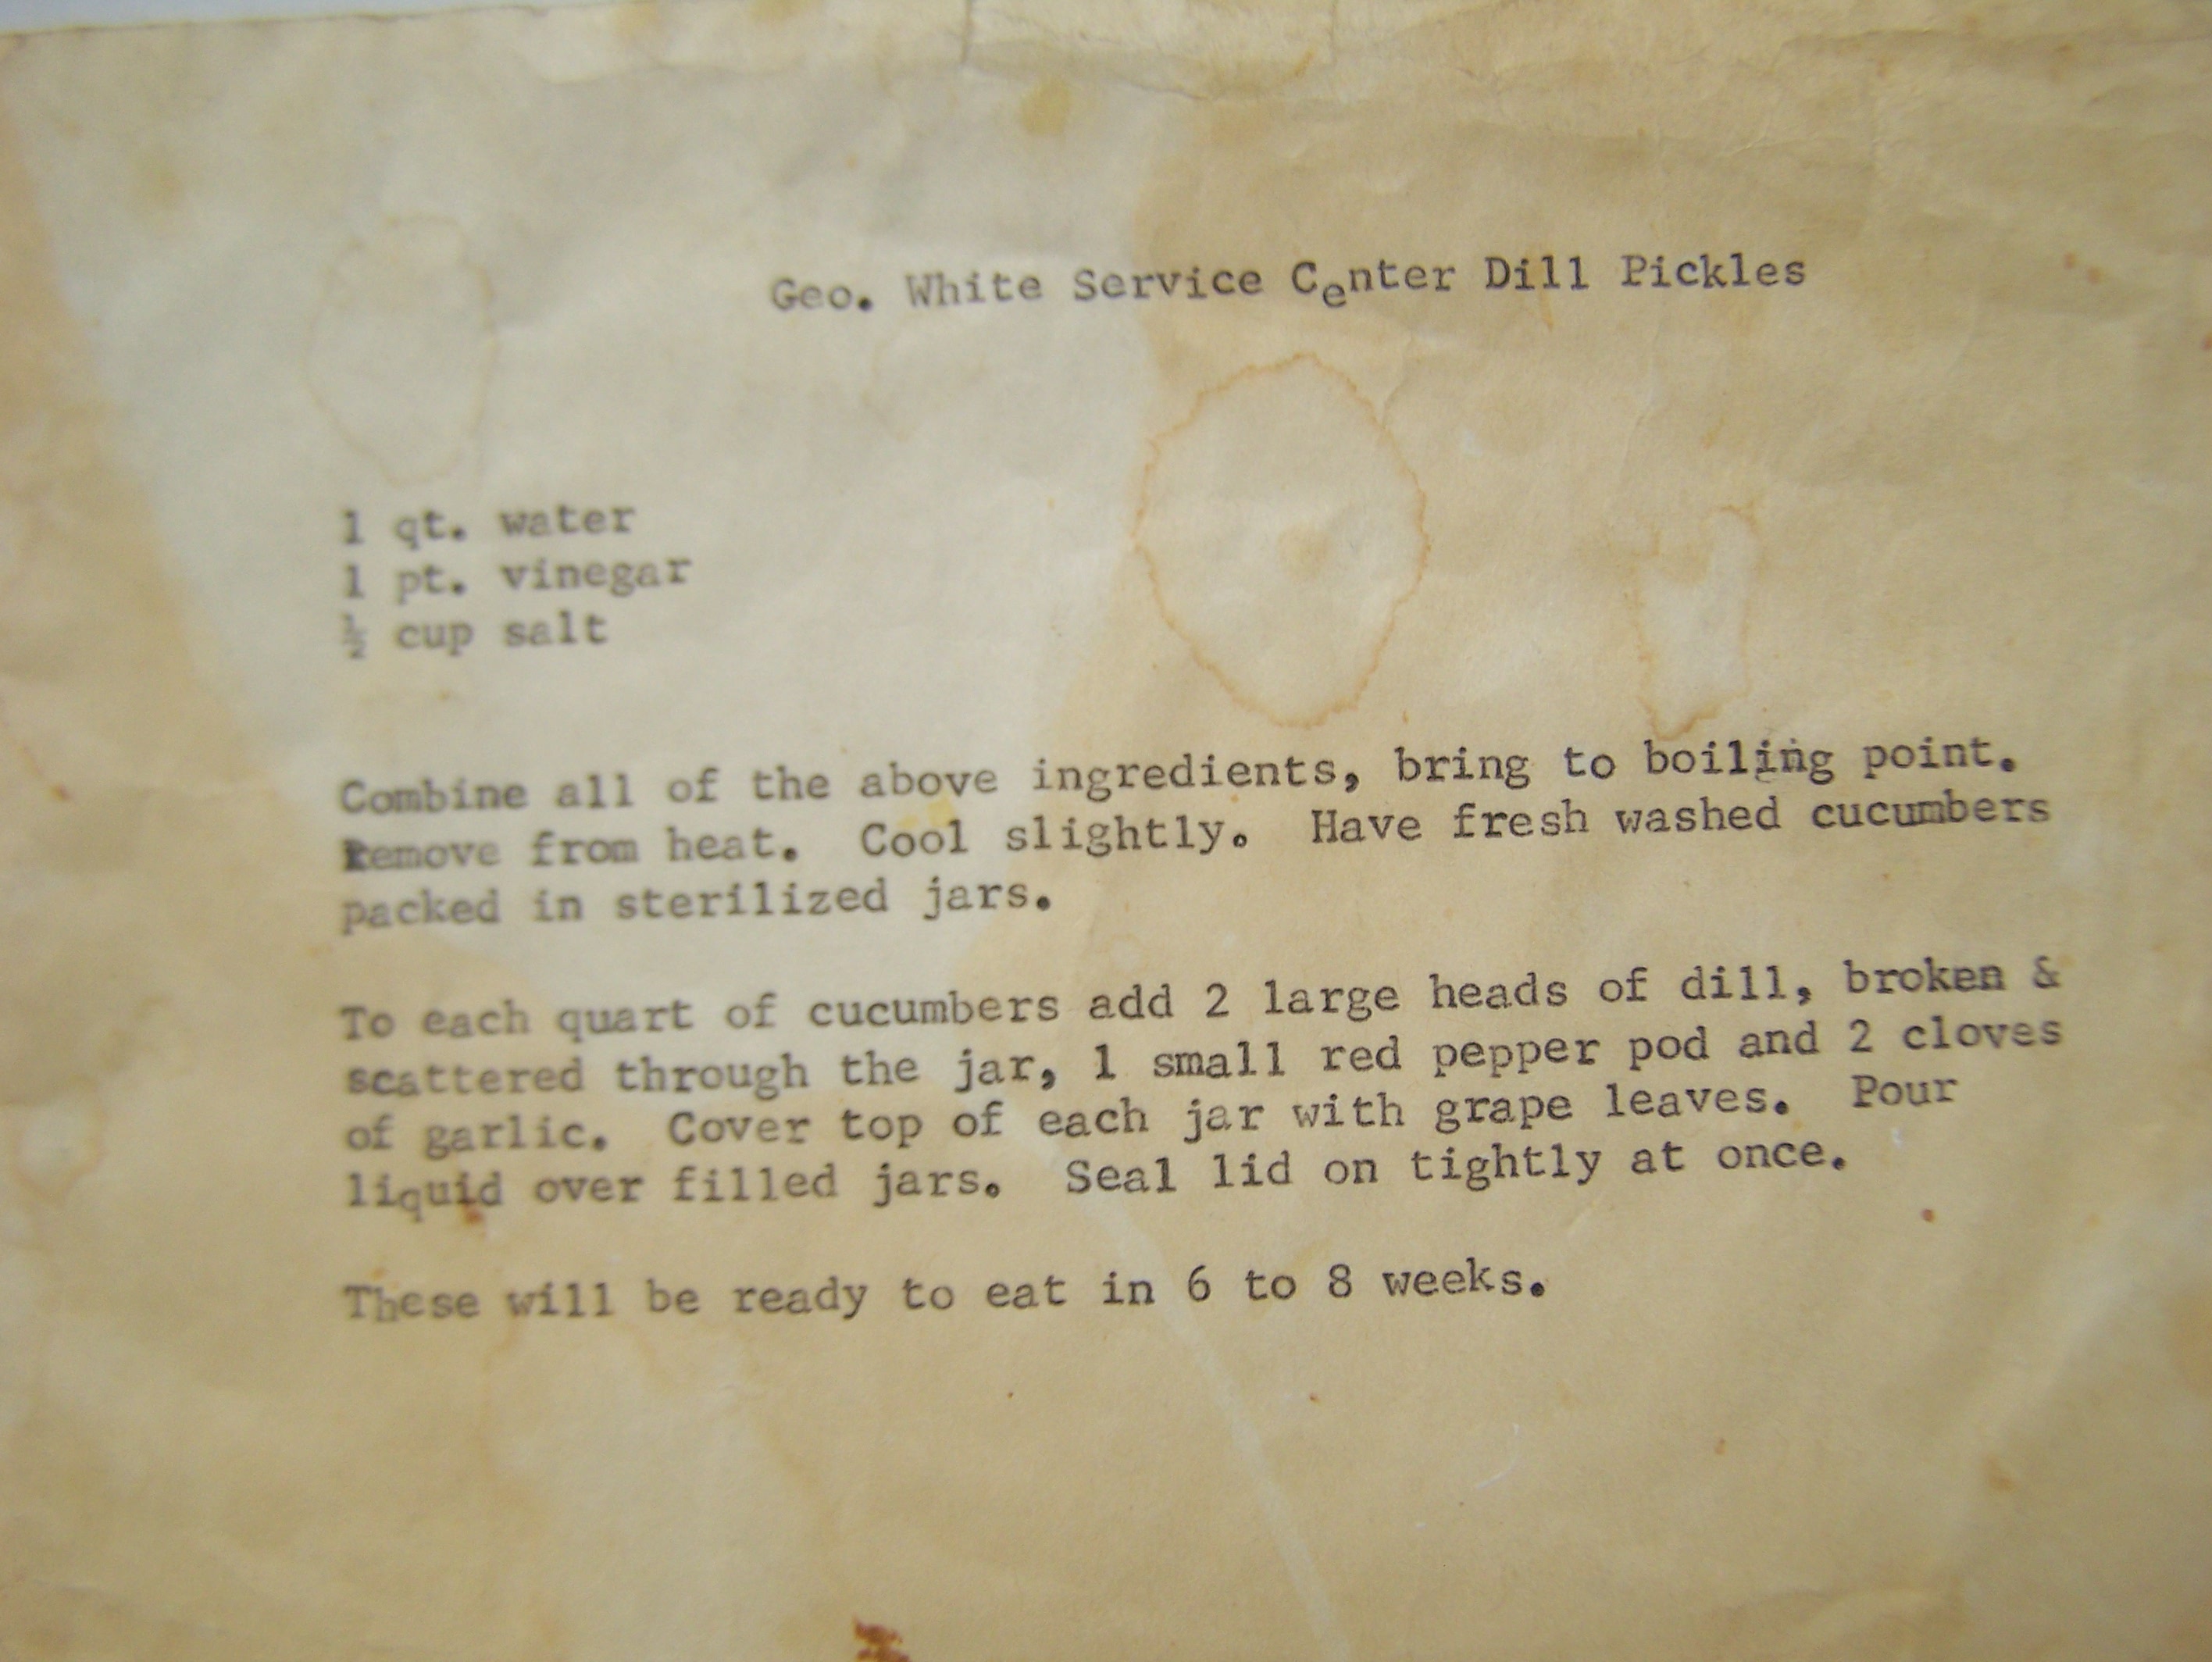 Geo. White Service Center Dill Pickles
1 qt. water
1 pt. vinegar
½ cup salt
Combine all of the above ingredients, bring to boiling point.
Remove from heat. Cool slightly. Have fresh washed cucumbers
packed in sterilized jars.
To each quart of cucumbers add 2 large heads of dill, broken &
scattered through the jar, 1 small red pepper pod and 2 cloves
of garlic. Cover top of each jar with grape leaves. Pour
liquid over filled jars. Seal lid on tightly at once.
These will be ready to eat in 6 to 8 weeks.